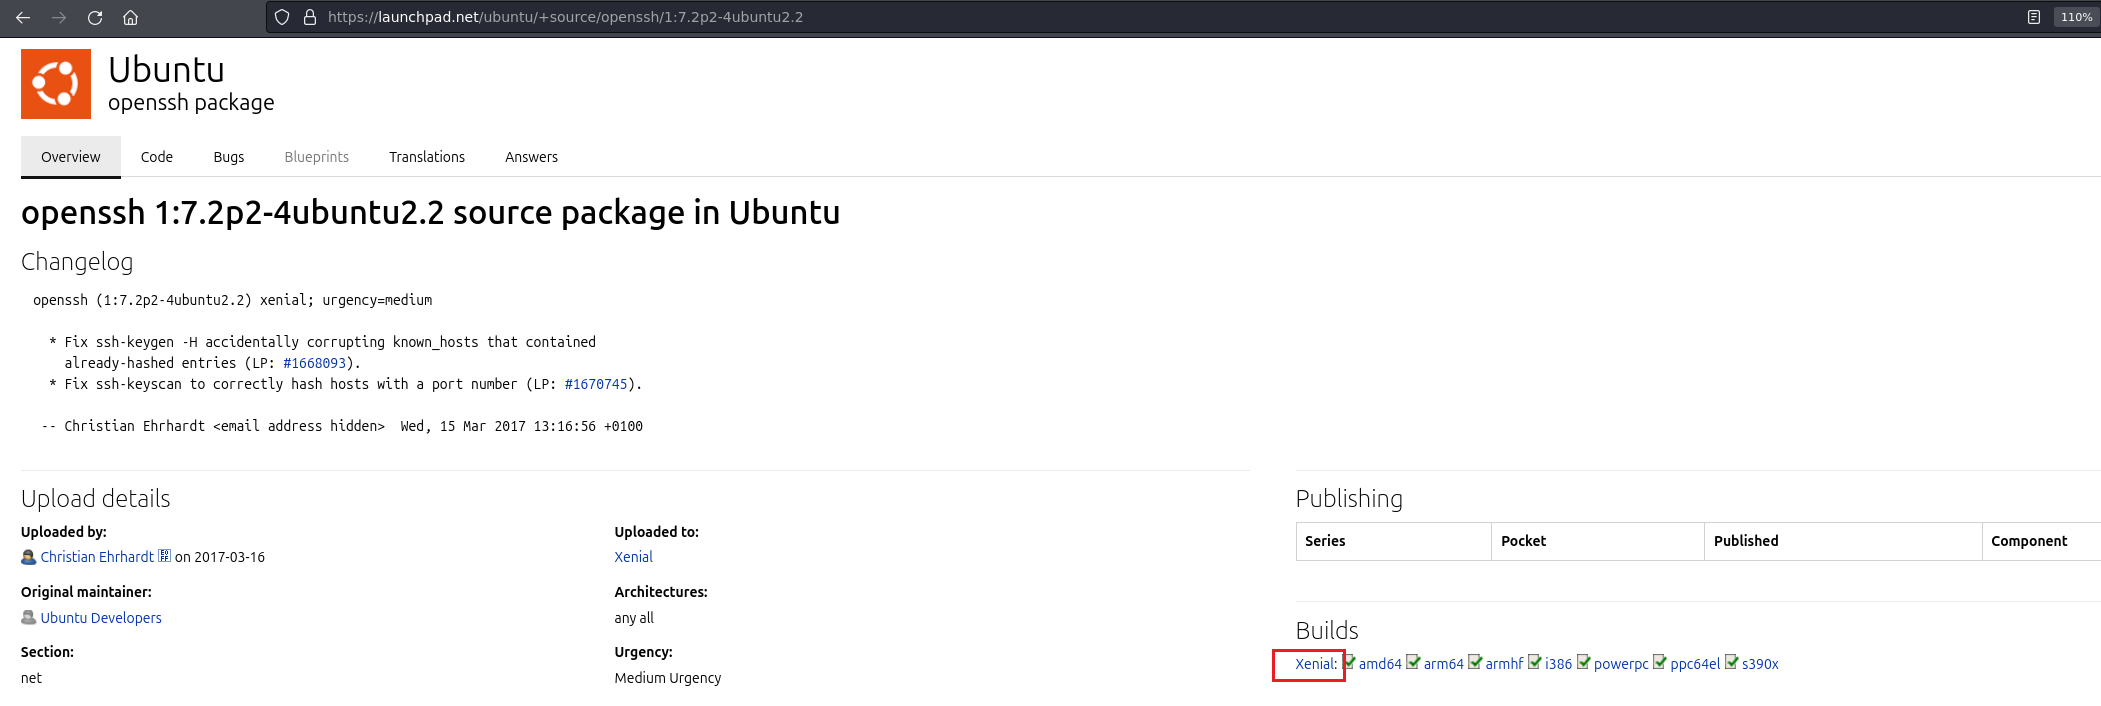 https://launchpad.net/ubuntu/+source/openssh/1:7.2p2-4ubuntu2.2
110%
Ubuntu
openssh package
Overview Code Bugs Blueprints Translations Answers
openssh 1:7.2p2-4ubuntu2.2 source package in Ubuntu
Changelog
openssh (1:7.2p2-4ubuntu2.2) xenial; urgency=medium
* Fix ssh-keygen -H accidentally corrupting known_hosts that contained
already-hashed entries (LP: #1668093).
* Fix ssh-keyscan to correctly hash hosts with a port number (LP: #1670745).
-- Christian Ehrhardt <email address hidden>  Wed, 15 Mar 2017 13:16:56 +0100
Upload details
Uploaded by:
Christian Ehrhardt on 2017-03-16
Uploaded to:
Xenial
Original maintainer:
Ubuntu Developers
Architectures:
any all
Section:
net
Urgency:
Medium Urgency
Publishing
Series Pocket Published Component
Builds
Xenial: amd64 arm64 armhf i386 powerpc ppc64el s390x